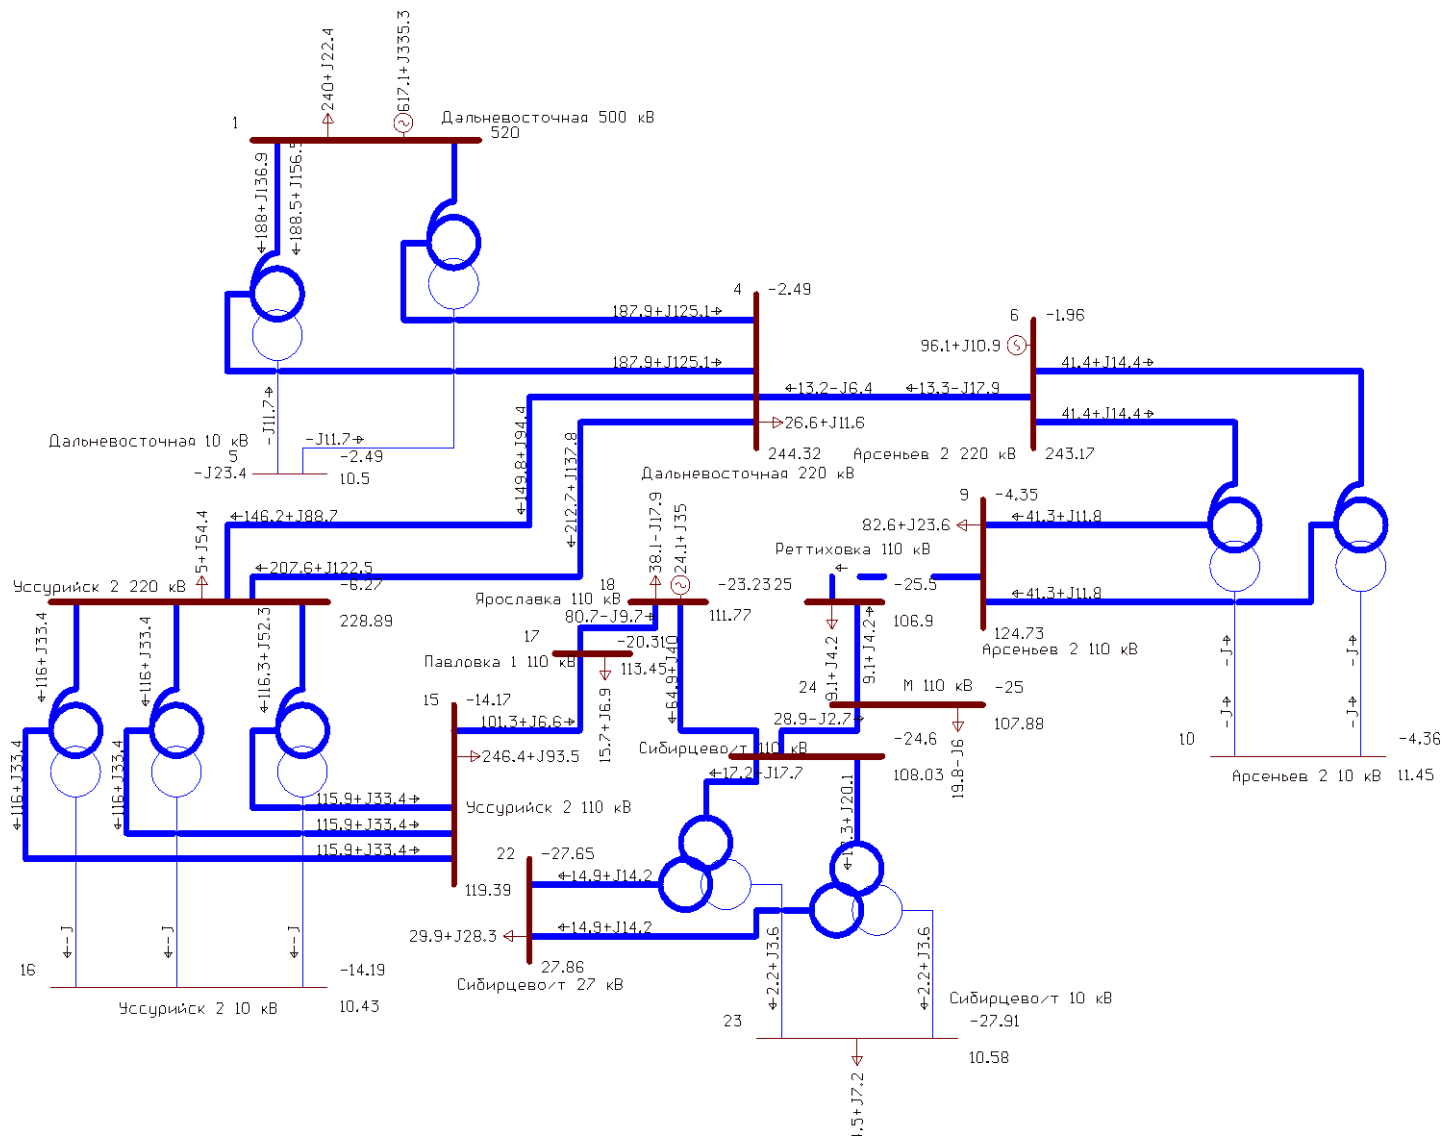 240+J22.4
617.1+J335.3
1
Дальневосточная 500 кВ
520
188+J136.9
188.5+J156.5
4
-2.49
187.9+J125.1
187.9+J125.1
6
-1.96
96.1+J10.9
41.4+J14.4
13.2-J6.4
13.3-J17.9
41.4+J14.4
26.6+J11.6
-J11.7
-J11.7
Дальневосточная 10 кВ
5
-2.49
-J23.4
10.5
244.32
Арсеньев 2 220 кВ
243.17
Дальневосточная 220 кВ
149.8+J94.4
212.7+J137.8
146.2+J88.7
207.6+J122.5
9
-4.35
82.6+J23.6
41.3+J11.8
Реттиховка 110 кВ
5+J54.4
Уссурийск 2 220 кВ
-6.27
228.89
38.1-J17.9
24.1+J35
18
-23.23
Ярославка 110 кВ
111.77
80.7-J9.7
25
-25.5
106.9
41.3+J11.8
124.73
Арсеньев 2 110 кВ
17
-20.31
Павловка 1 110 кВ
113.45
64.9+J40
15.7+J6.9
9.1+J4.2
9.1+J4.2
116+J33.4
116+J33.4
116.3+J52.3
15
-14.17
101.3+J6.6
246.4+J93.5
24
М 110 кВ
-25
28.9-J2.7
107.88
19.8-J6
Сибирцево/т 110 кВ
-24.6
108.03
17.2-J17.7
-J
-J
-J
-J
10
-4.36
Арсеньев 2 10 кВ
11.45
116+J33.4
116+J33.4
115.9+J33.4
Уссурийск 2 110 кВ
115.9+J33.4
115.9+J33.4
119.39
22
-27.65
14.9+J14.2
29.9+J28.3
14.9+J14.2
27.86
Сибирцево/т 27 кВ
-J
-J
-J
16
-14.19
Уссурийск 2 10 кВ
10.43
2.2+J3.6
2.2+J3.6
Сибирцево/т 10 кВ
23
-27.91
10.58
4.5+J7.2